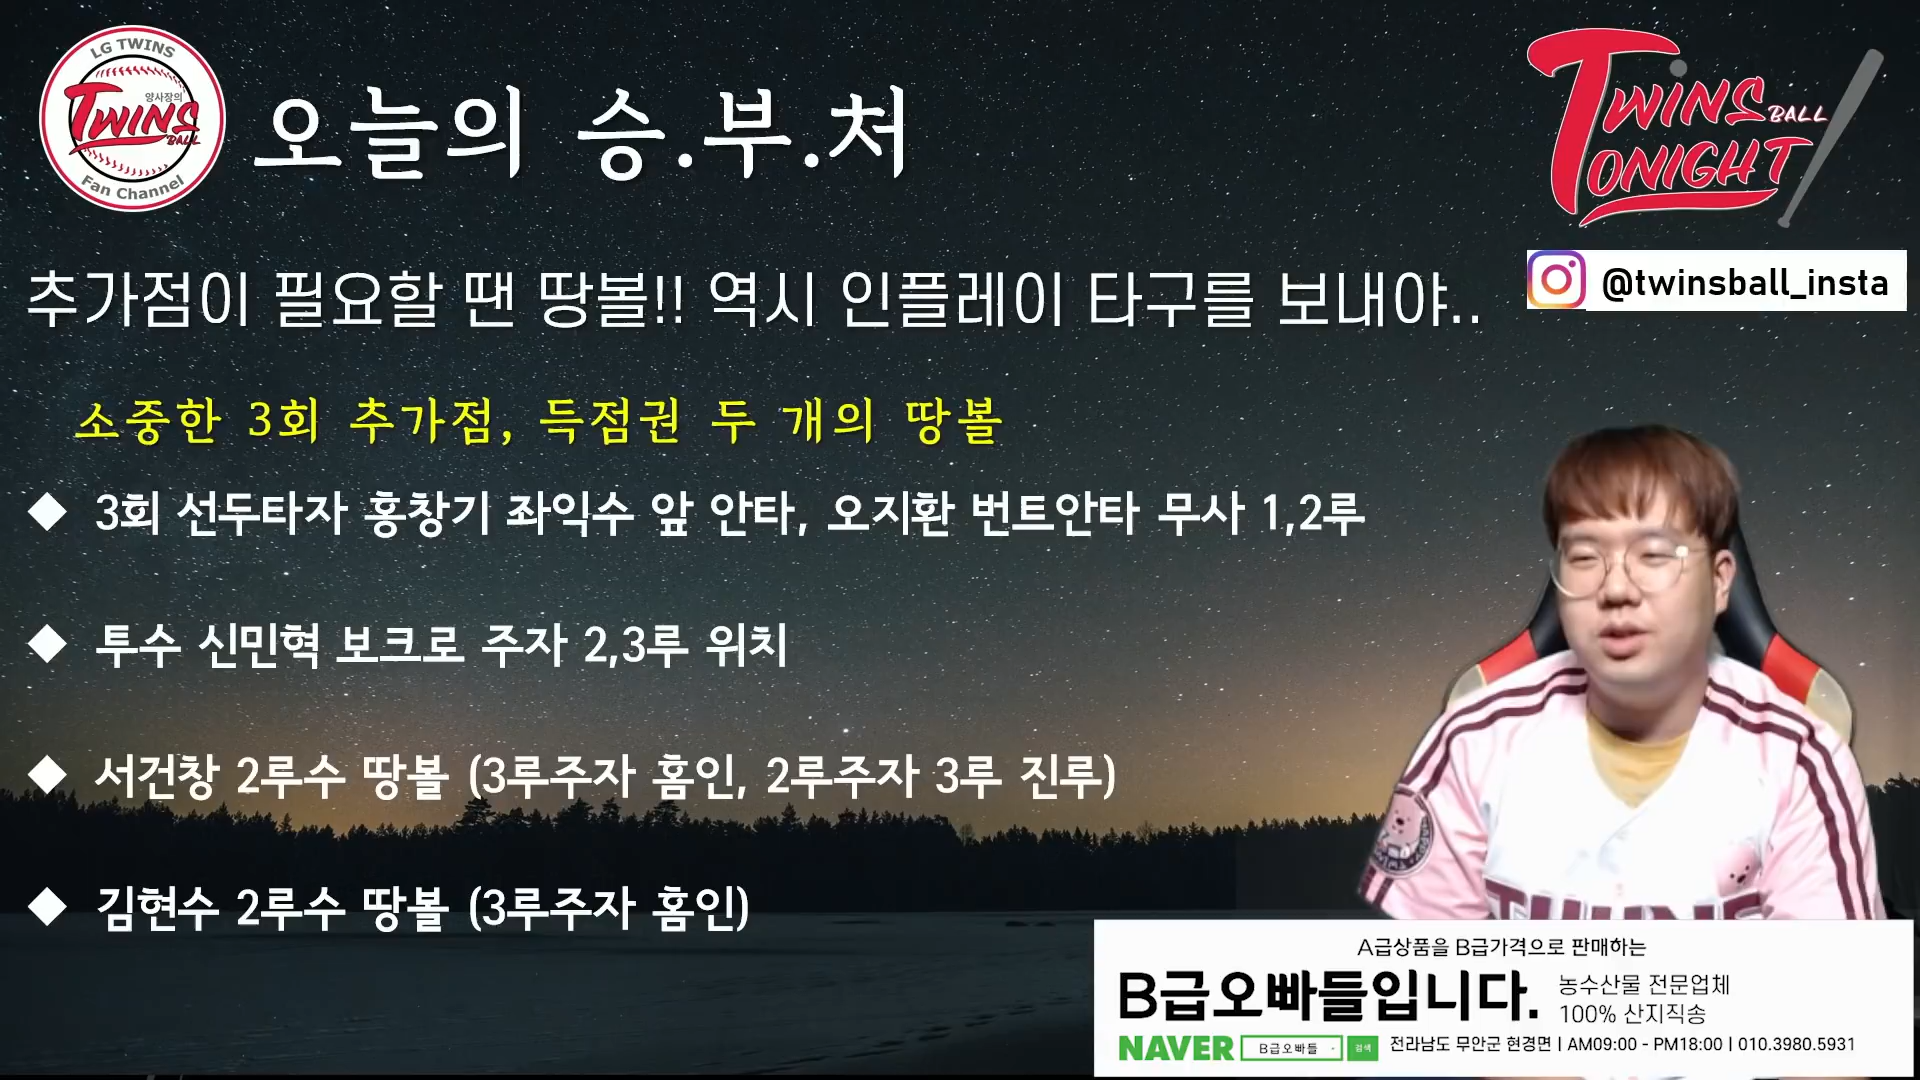 LG TWINS
양사장의
TWINS
BALL
Fan Channel
오늘의 승.부.처
TWINS BALL
TONIGHT
@twinsball_insta
추가점이 필요할 땐 땅볼!! 역시 인플레이 타구를 보내야..
소중한 3회 추가점, 득점권 두 개의 땅볼
◆ 3회 선두타자 홍창기 좌익수 앞 안타, 오지환 번트안타 무사 1,2루
◆ 투수 신민혁 보크로 주자 2,3루 위치
◆ 서건창 2루수 땅볼 (3루주자 홈인, 2루주자 3루 진루)
◆ 김현수 2루수 땅볼 (3루주자 홈인)
A급상품을 B급가격으로 판매하는
B급오빠들입니다.
농수산물 전문업체
100% 산지직송
NAVER B급오빠들 검색 전라남도 무안군 현경면 | AM09:00 - PM18:00 | 010.3980.5931